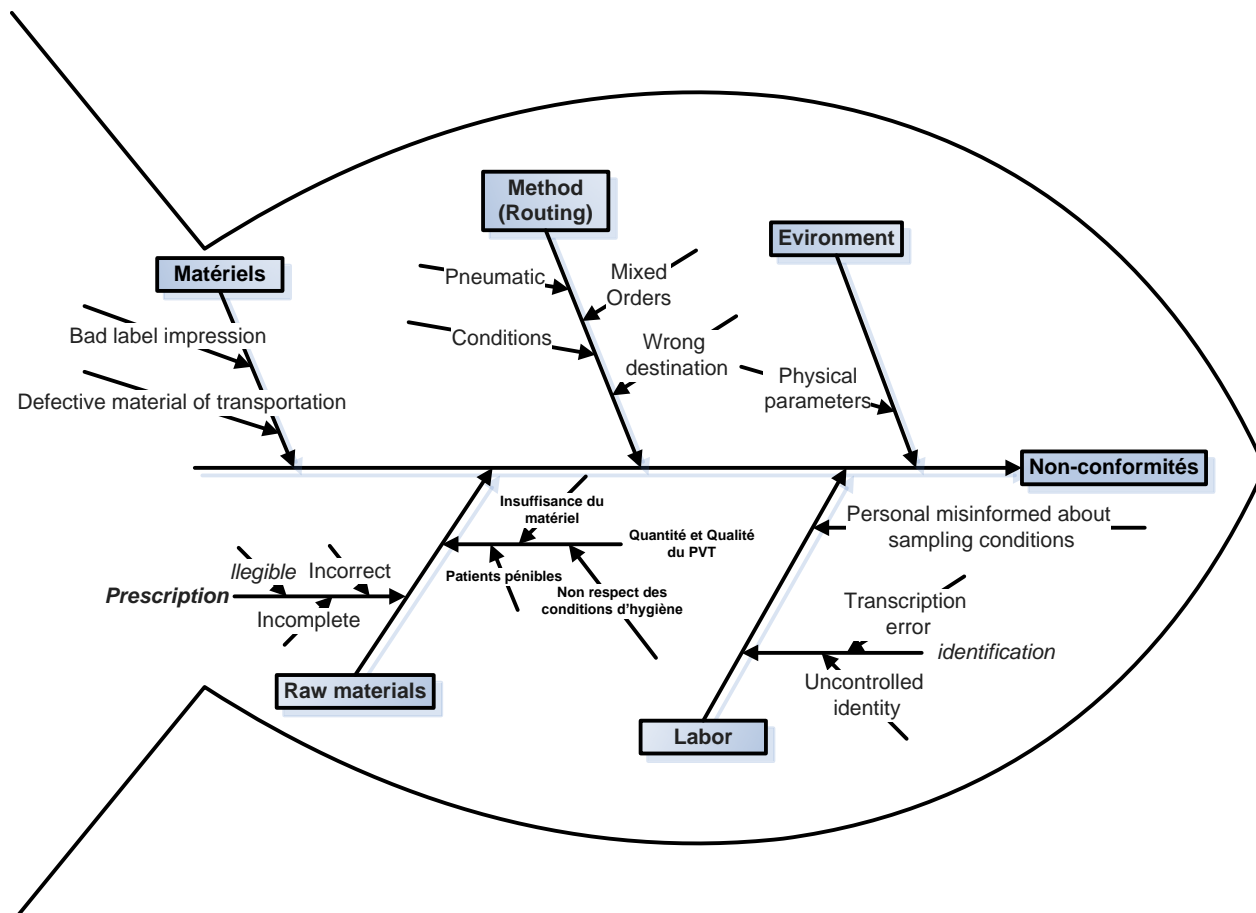 Method
(Routing)
Evironment
Matériels
Pneumatic
Mixed
Orders
Bad label impression
Conditions
Wrong
destination
Physical
parameters
Defective material of transportation
Non-conformités
Insuffisance du
matériel
Quantité et Qualité
du PVT
Personal misinformed about
sampling conditions
llegible
Incorrect
Patients pénibles
Non respect des
conditions d'hygiène
Prescription
Incomplete
Transcription
error
identification
Uncontrolled
identity
Raw materials
Labor